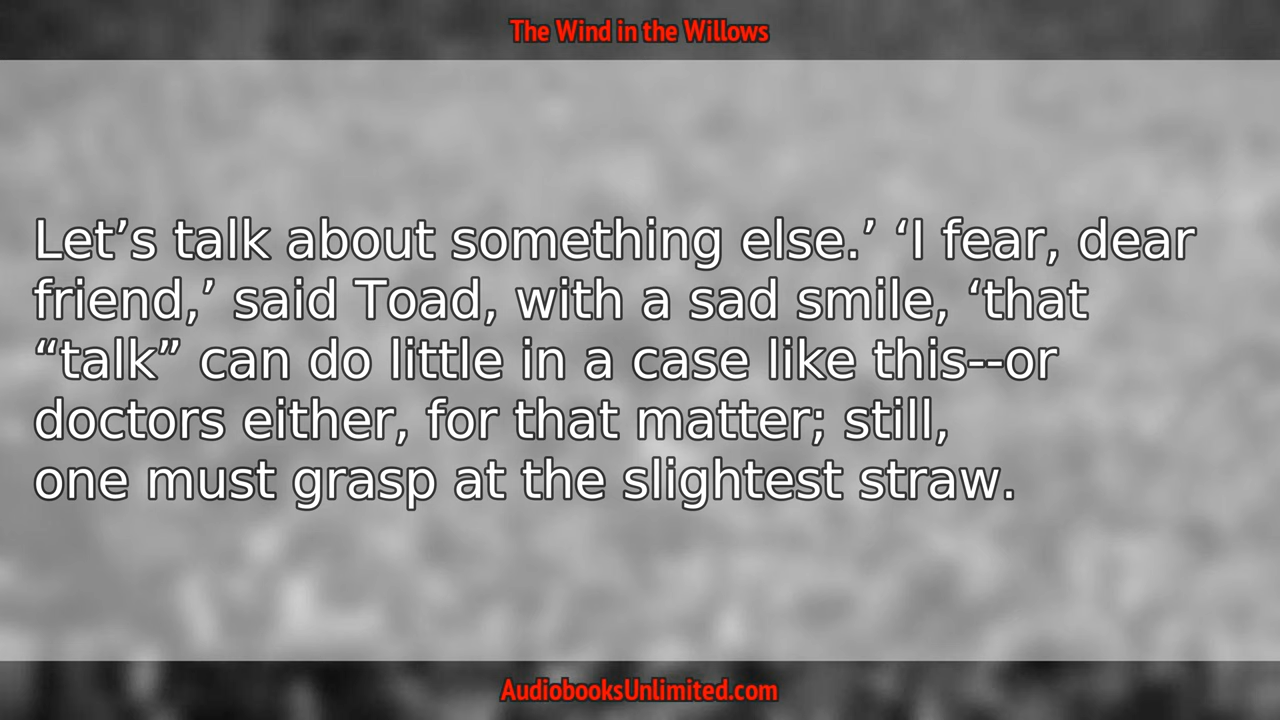 The Wind in the Willows
Let’s talk about something else.’ ‘I fear, dear
friend,’ said Toad, with a sad smile, ‘that
“talk” can do little in a case like this--or
doctors either, for that matter; still,
one must grasp at the slightest straw.
AudiobooksUnlimited.com